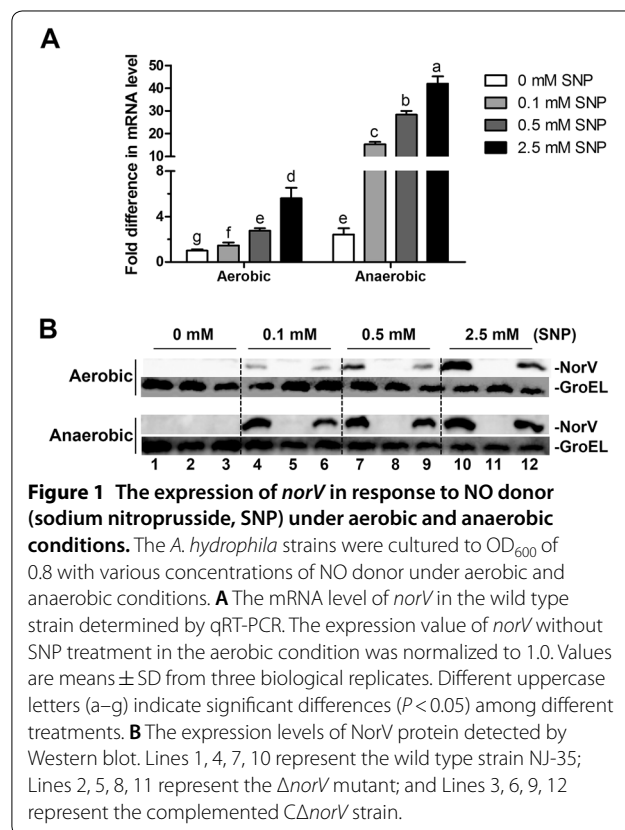 A
Fold difference in mRNA level
50
40
30
20
10
8
4
0
g
f
e
d
e
c
b
a
Aerobic
Anaerobic
0 mM SNP
0.1 mM SNP
0.5 mM SNP
2.5 mM SNP
B
0 mM 0.1 mM 0.5 mM 2.5 mM (SNP)
Aerobic
-NorV
-GroEL
Anaerobic
-NorV
-GroEL
1 2 3 4 5 6 7 8 9 10 11 12
Figure 1 The expression of norV in response to NO donor
(sodium nitroprusside, SNP) under aerobic and anaerobic
conditions. The A. hydrophila strains were cultured to OD600 of
0.8 with various concentrations of NO donor under aerobic and
anaerobic conditions. A The mRNA level of norV in the wild type
strain determined by qRT-PCR. The expression value of norV without
SNP treatment in the aerobic condition was normalized to 1.0. Values
are means ± SD from three biological replicates. Different uppercase
letters (a–g) indicate significant differences (P < 0.05) among different
treatments. B The expression levels of NorV protein detected by
Western blot. Lines 1, 4, 7, 10 represent the wild type strain NJ-35;
Lines 2, 5, 8, 11 represent the ΔnorV mutant; and Lines 3, 6, 9, 12
represent the complemented CΔnorV strain.